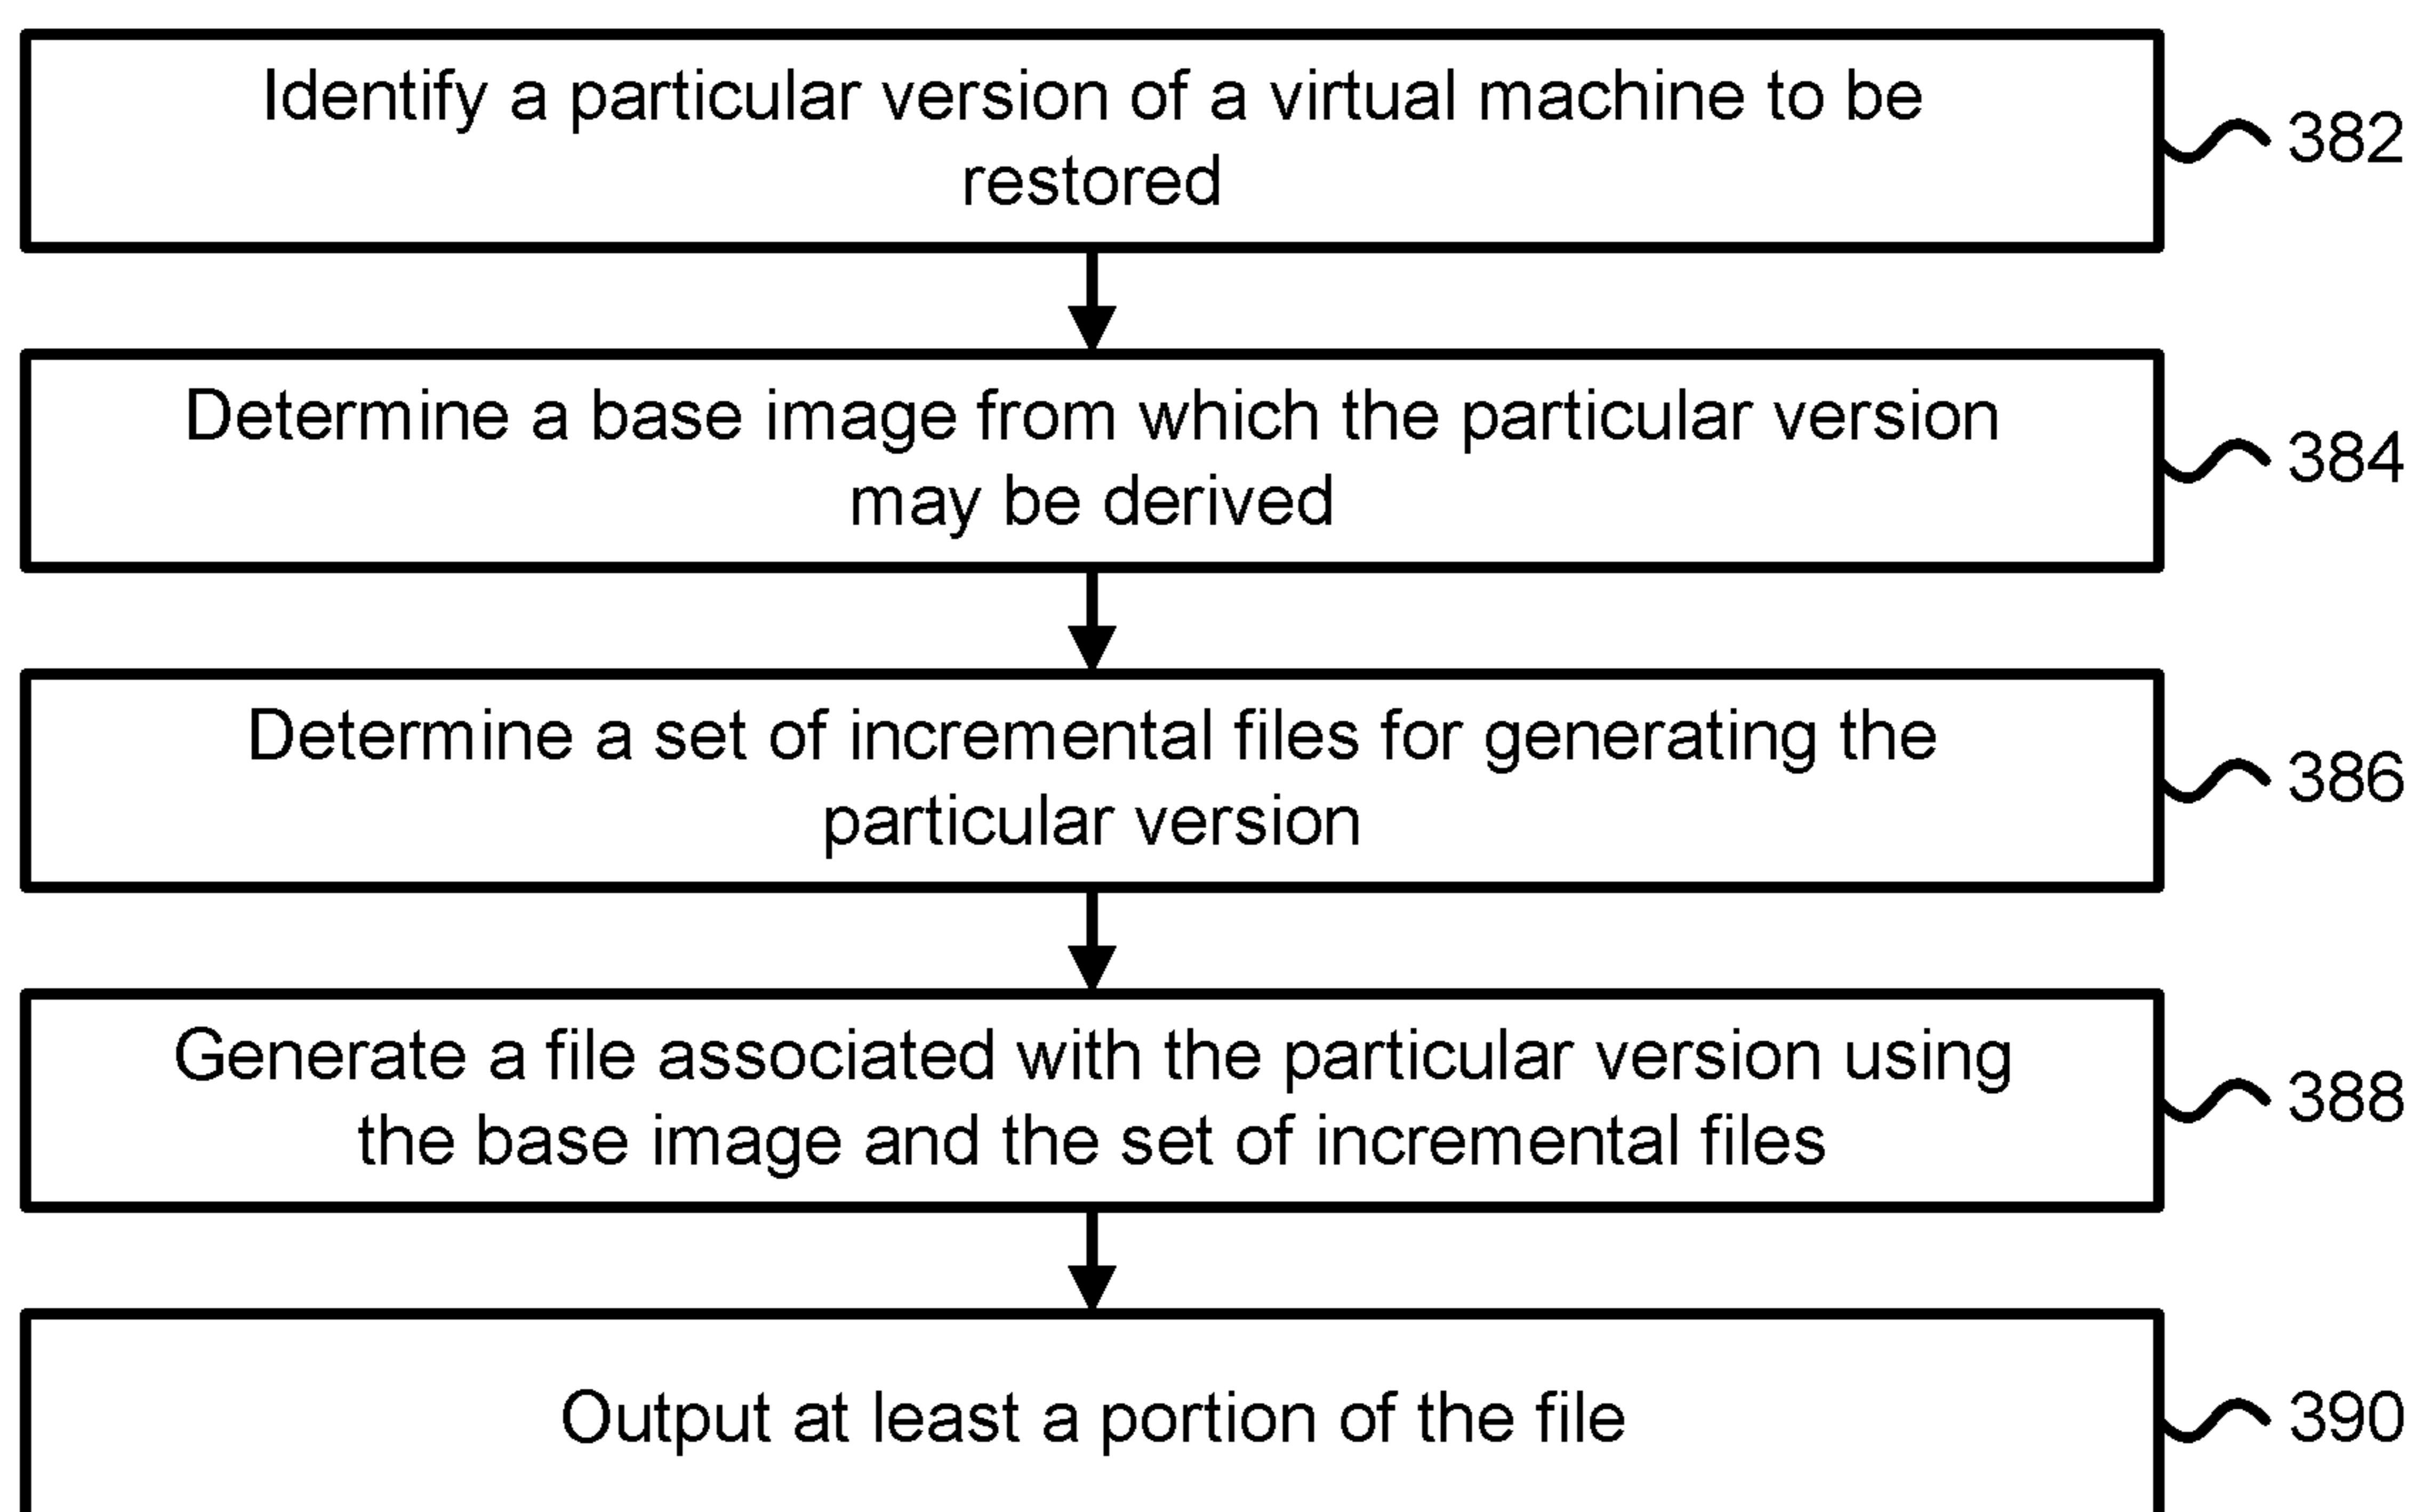 Identify a particular version of a virtual machine to be
restored
382
Determine a base image from which the particular version
may be derived
384
Determine a set of incremental files for generating the
particular version
386
Generate a file associated with the particular version using
the base image and the set of incremental files
388
Output at least a portion of the file
390